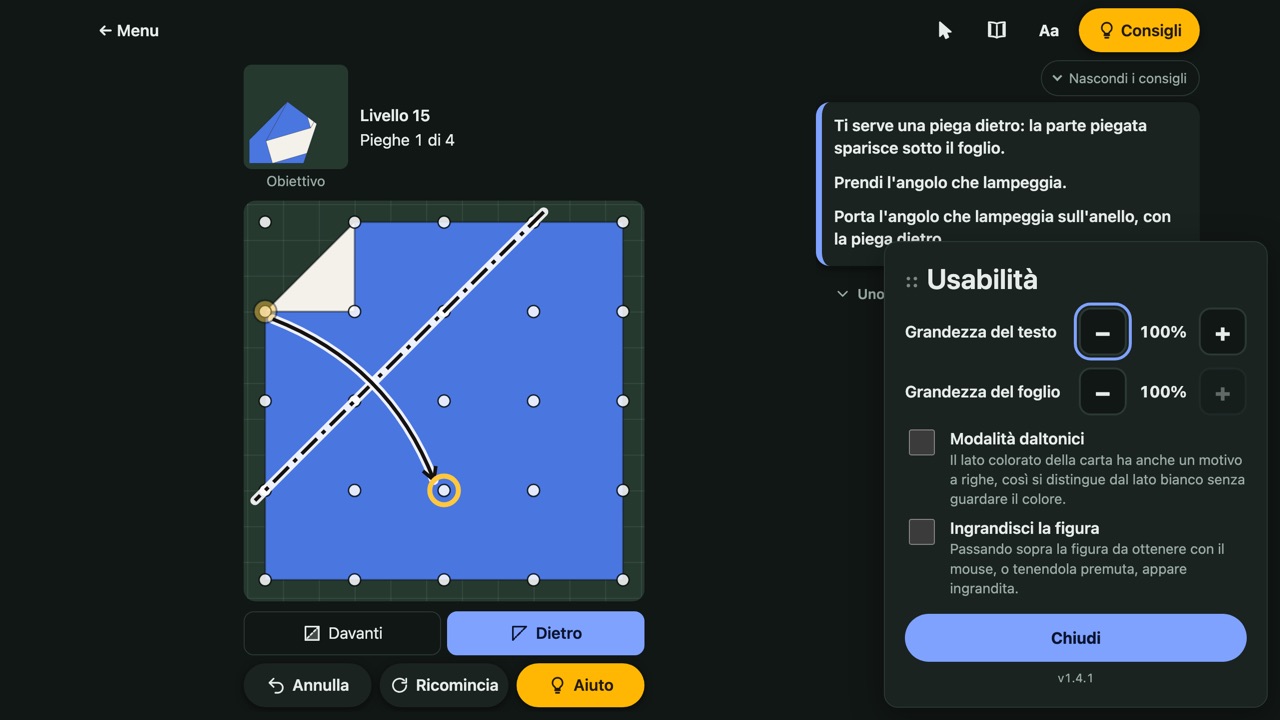 ← Menu
Aa
Consigli
Nascondi i consigli
Livello 15
Pieghe 1 di 4
Obiettivo
Ti serve una piega dietro: la parte piegata
sparisce sotto il foglio.
Prendi l'angolo che lampeggia.
Porta l'angolo che lampeggia sull'anello, con
la piega dietro.
Uno
Usabilità
Grandezza del testo
− 100% +
Grandezza del foglio
− 100% +
Modalità daltonici
Il lato colorato della carta ha anche un motivo
a righe, così si distingue dal lato bianco senza
guardare il colore.
Ingrandisci la figura
Passando sopra la figura da ottenere con il
mouse, o tenendola premuta, appare
ingrandita.
Chiudi
v1.4.1
Davanti
Dietro
Annulla
Ricomincia
Aiuto